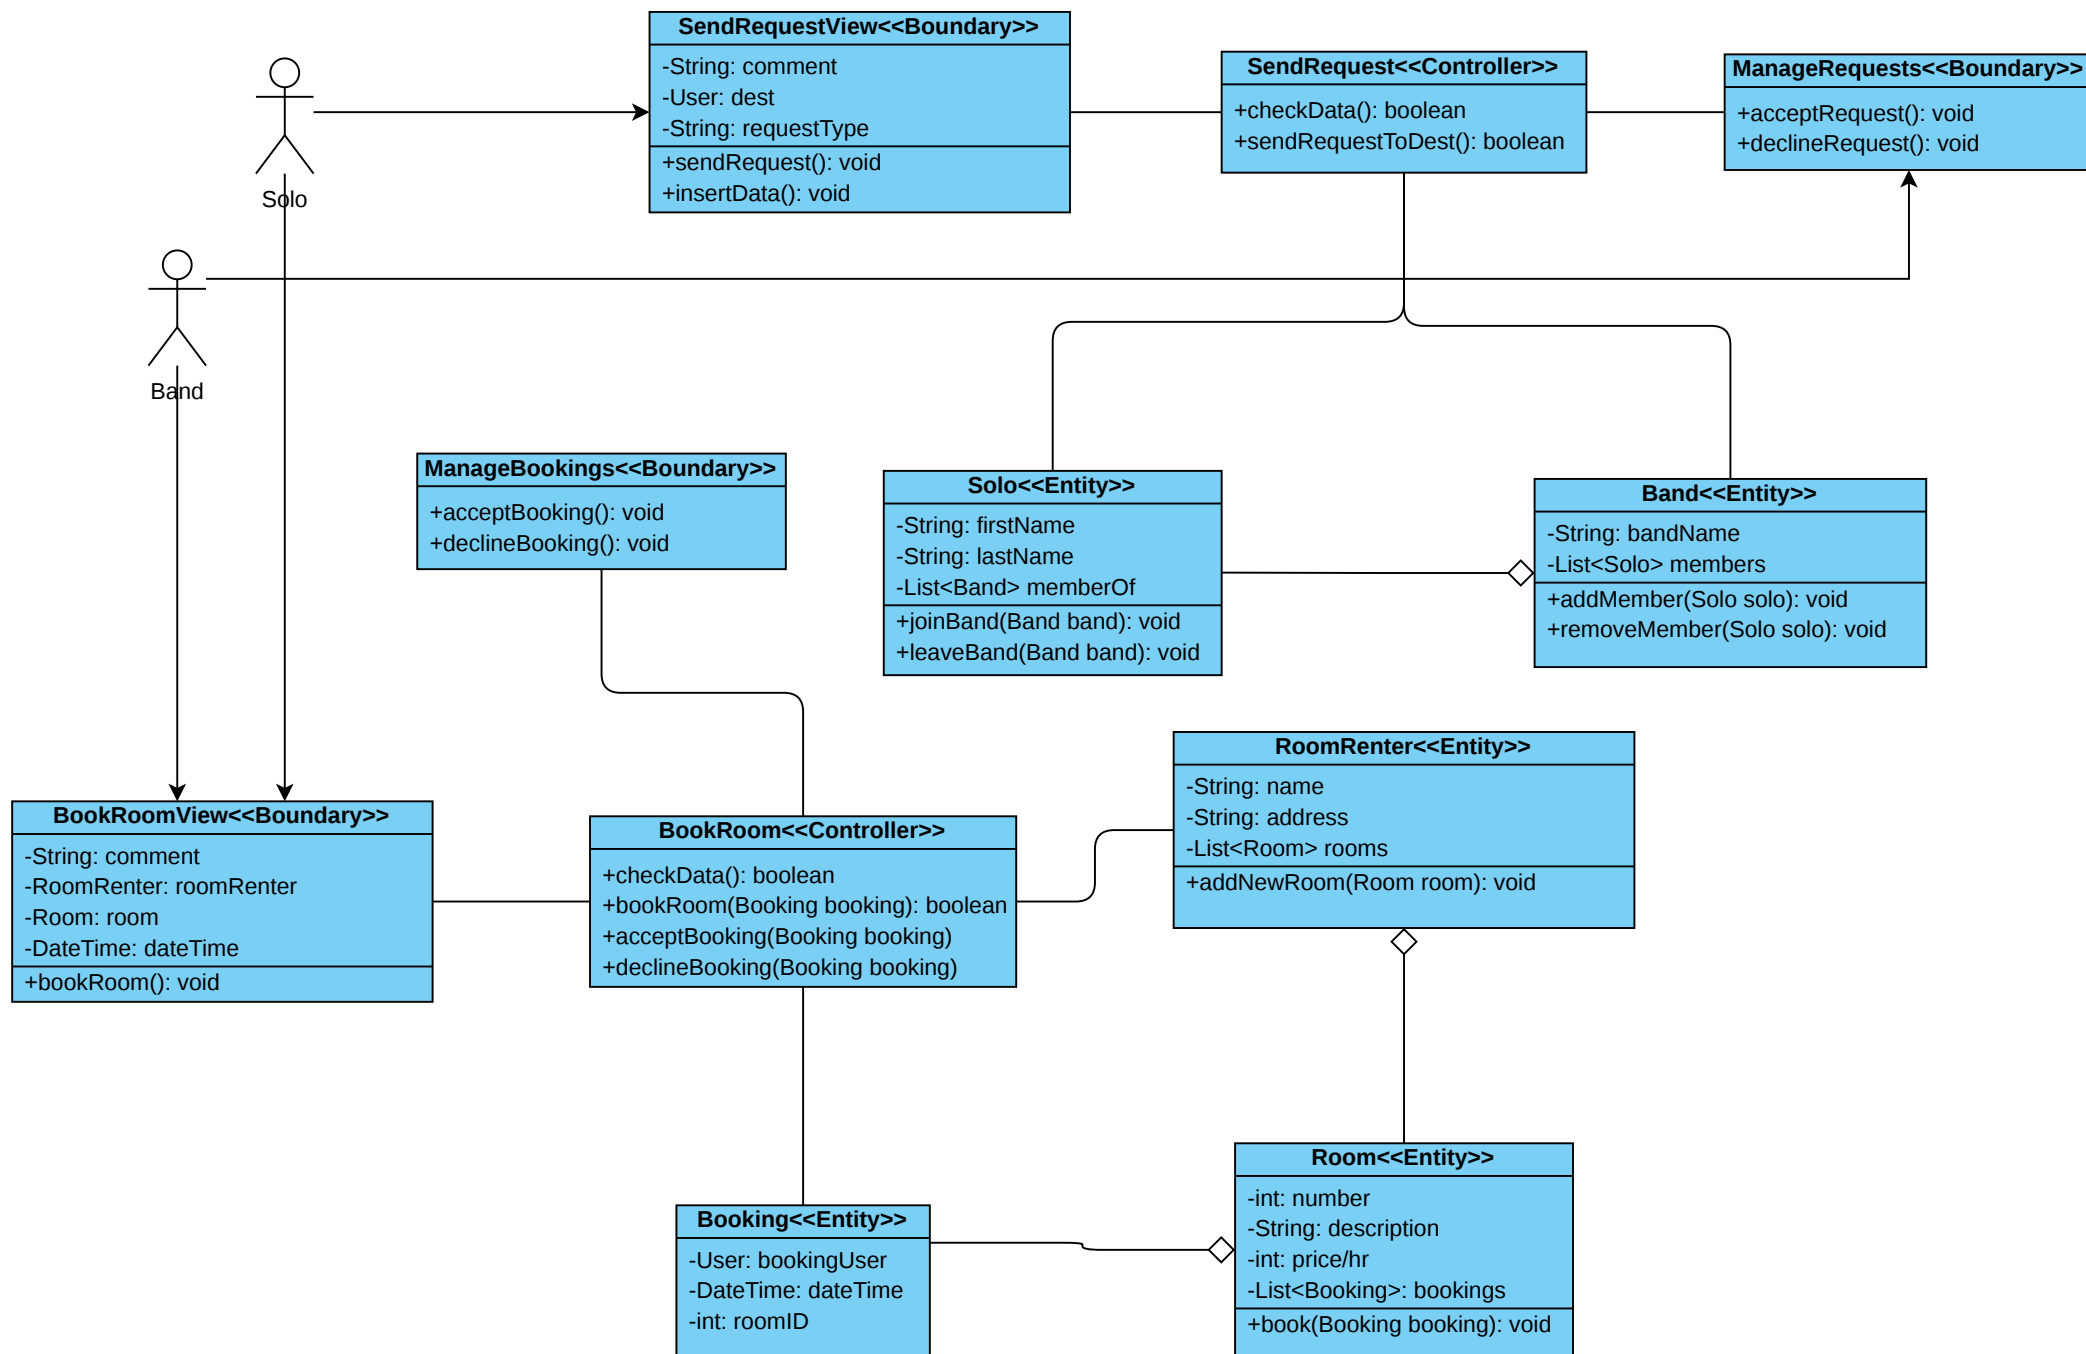 SendRequestView<<Boundary>>
-String: comment
-User: dest
-String: requestType
+sendRequest(): void
+insertData(): void
SendRequest<<Controller>>
+checkData(): boolean
+sendRequestToDest(): boolean
ManageRequests<<Boundary>>
+acceptRequest(): void
+declineRequest(): void
Solo
Band
ManageBookings<<Boundary>>
+acceptBooking(): void
+declineBooking(): void
Solo<<Entity>>
-String: firstName
-String: lastName
-List<Band> memberOf
+joinBand(Band band): void
+leaveBand(Band band): void
Band<<Entity>>
-String: bandName
-List<Solo> members
+addMember(Solo solo): void
+removeMember(Solo solo): void
BookRoomView<<Boundary>>
-String: comment
-RoomRenter: roomRenter
-Room: room
-DateTime: dateTime
+bookRoom(): void
BookRoom<<Controller>>
+checkData(): boolean
+bookRoom(Booking booking): boolean
+acceptBooking(Booking booking)
+declineBooking(Booking booking)
RoomRenter<<Entity>>
-String: name
-String: address
-List<Room> rooms
+addNewRoom(Room room): void
Booking<<Entity>>
-User: bookingUser
-DateTime: dateTime
-int: roomID
Room<<Entity>>
-int: number
-String: description
-int: price/hr
-List<Booking>: bookings
+book(Booking booking): void